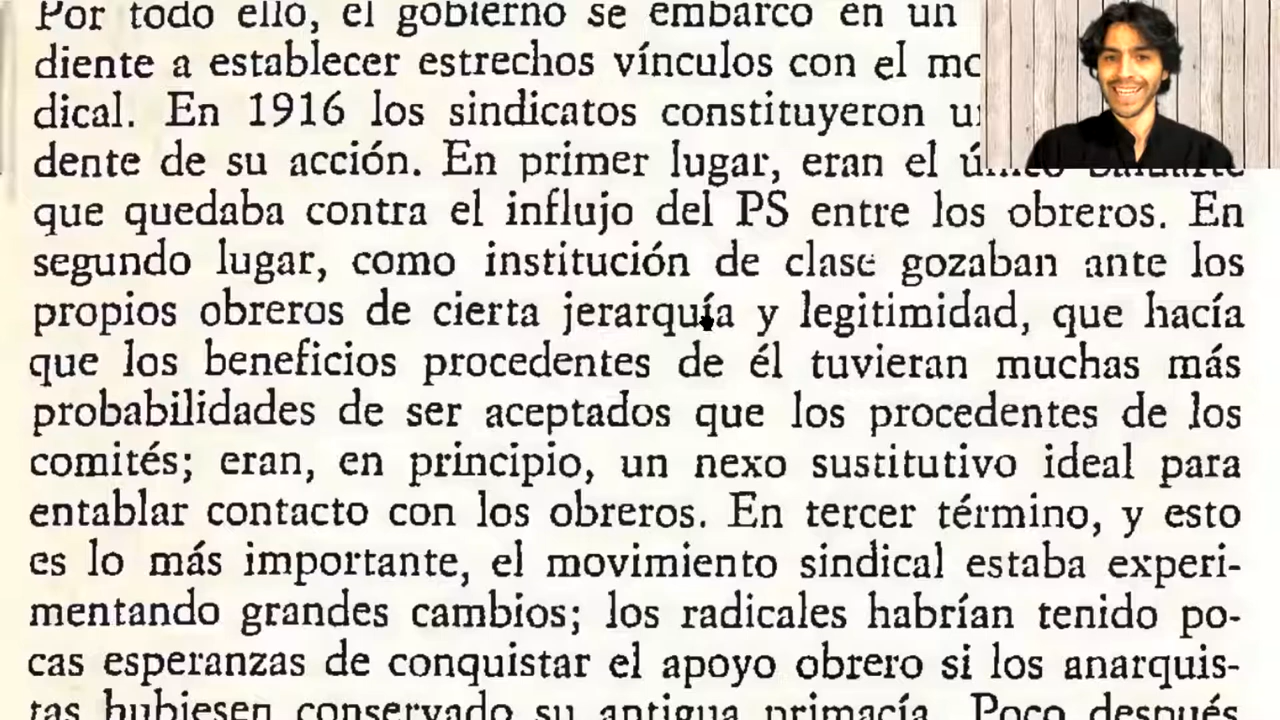 Por todo ello, el gobierno se embarcó en un
diente a establecer estrechos vínculos con el
dical. En 1916 los sindicatos constituyeron
dente de su acción. En primer lugar, eran el
que quedaba contra el influjo del PS entre los obreros. En
segundo lugar, como institución de clase gozaban ante los
propios obreros de cierta jerarquía y legitimidad, que hacía
que los beneficios procedentes de él tuvieran muchas más
probabilidades de ser aceptados que los procedentes de los
comités; eran, en principio, un nexo sustitutivo ideal para
entablar contacto con los obreros. En tercer término, y esto
es lo más importante, el movimiento sindical estaba experi-
mentando grandes cambios; los radicales habrían tenido po-
cas esperanzas de conquistar el apoyo obrero si los anarquis-
tas hubiesen conservado su antigua primacía. Poco después